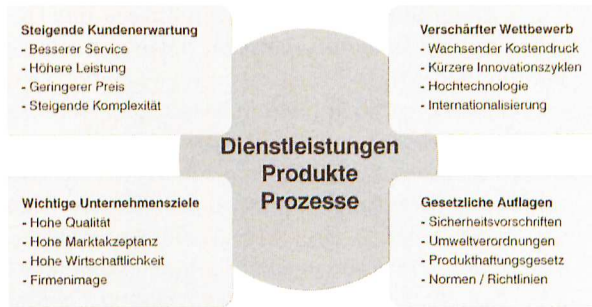 Steigende Kundenerwartung
- Besserer Service
- Höhere Leistung
- Geringerer Preis
- Steigende Komplexität
Verschärfter Wettbewerb
- Wachsender Kostendruck
- Kürzere Innovationszyklen
- Hochtechnologie
- Internationalisierung
Dienstleistungen
Produkte
Prozesse
Wichtige Unternehmensziele
- Hohe Qualität
- Hohe Marktakzeptanz
- Hohe Wirtschaftlichkeit
- Firmenimage
Gesetzliche Auflagen
- Sicherheitsvorschriften
- Umweltverordnungen
- Produkthaftungsgesetz
- Normen / Richtlinien